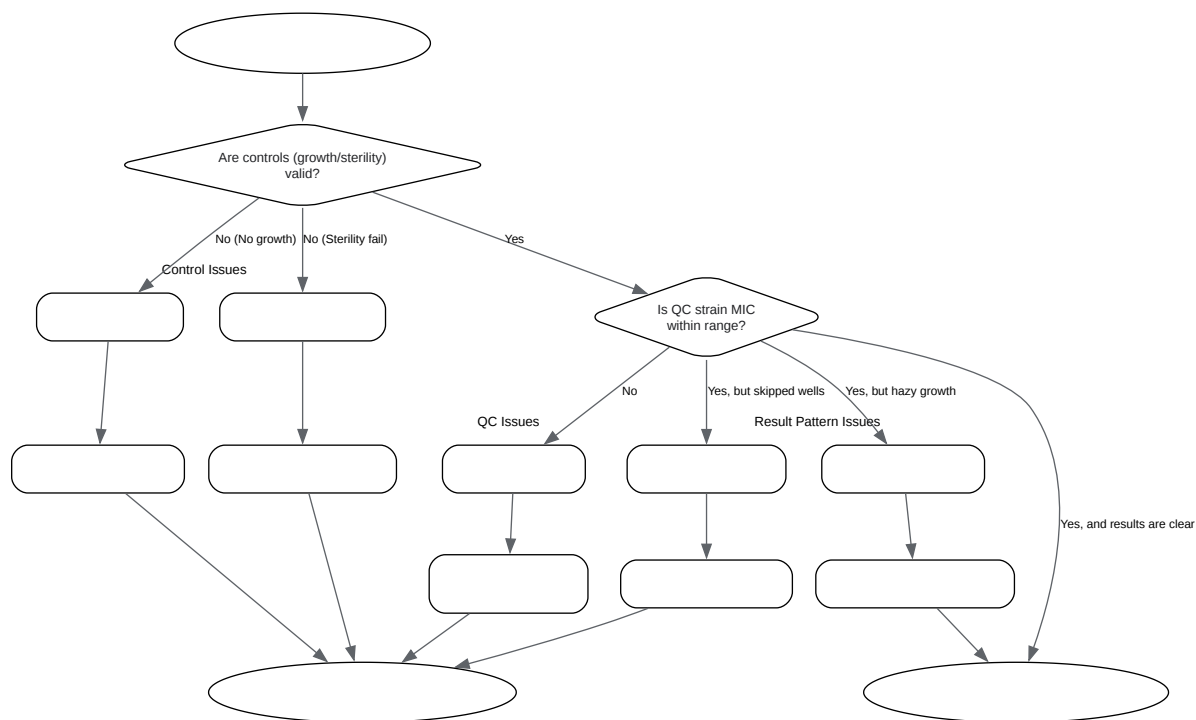 Are controls (growth/sterility)
valid?
No (No growth)
No (Sterility fail)
Yes
Control Issues
Is QC strain MIC
within range?
No
Yes, but skipped wells
Yes, but hazy growth
QC Issues
Result Pattern Issues
Yes, and results are clear